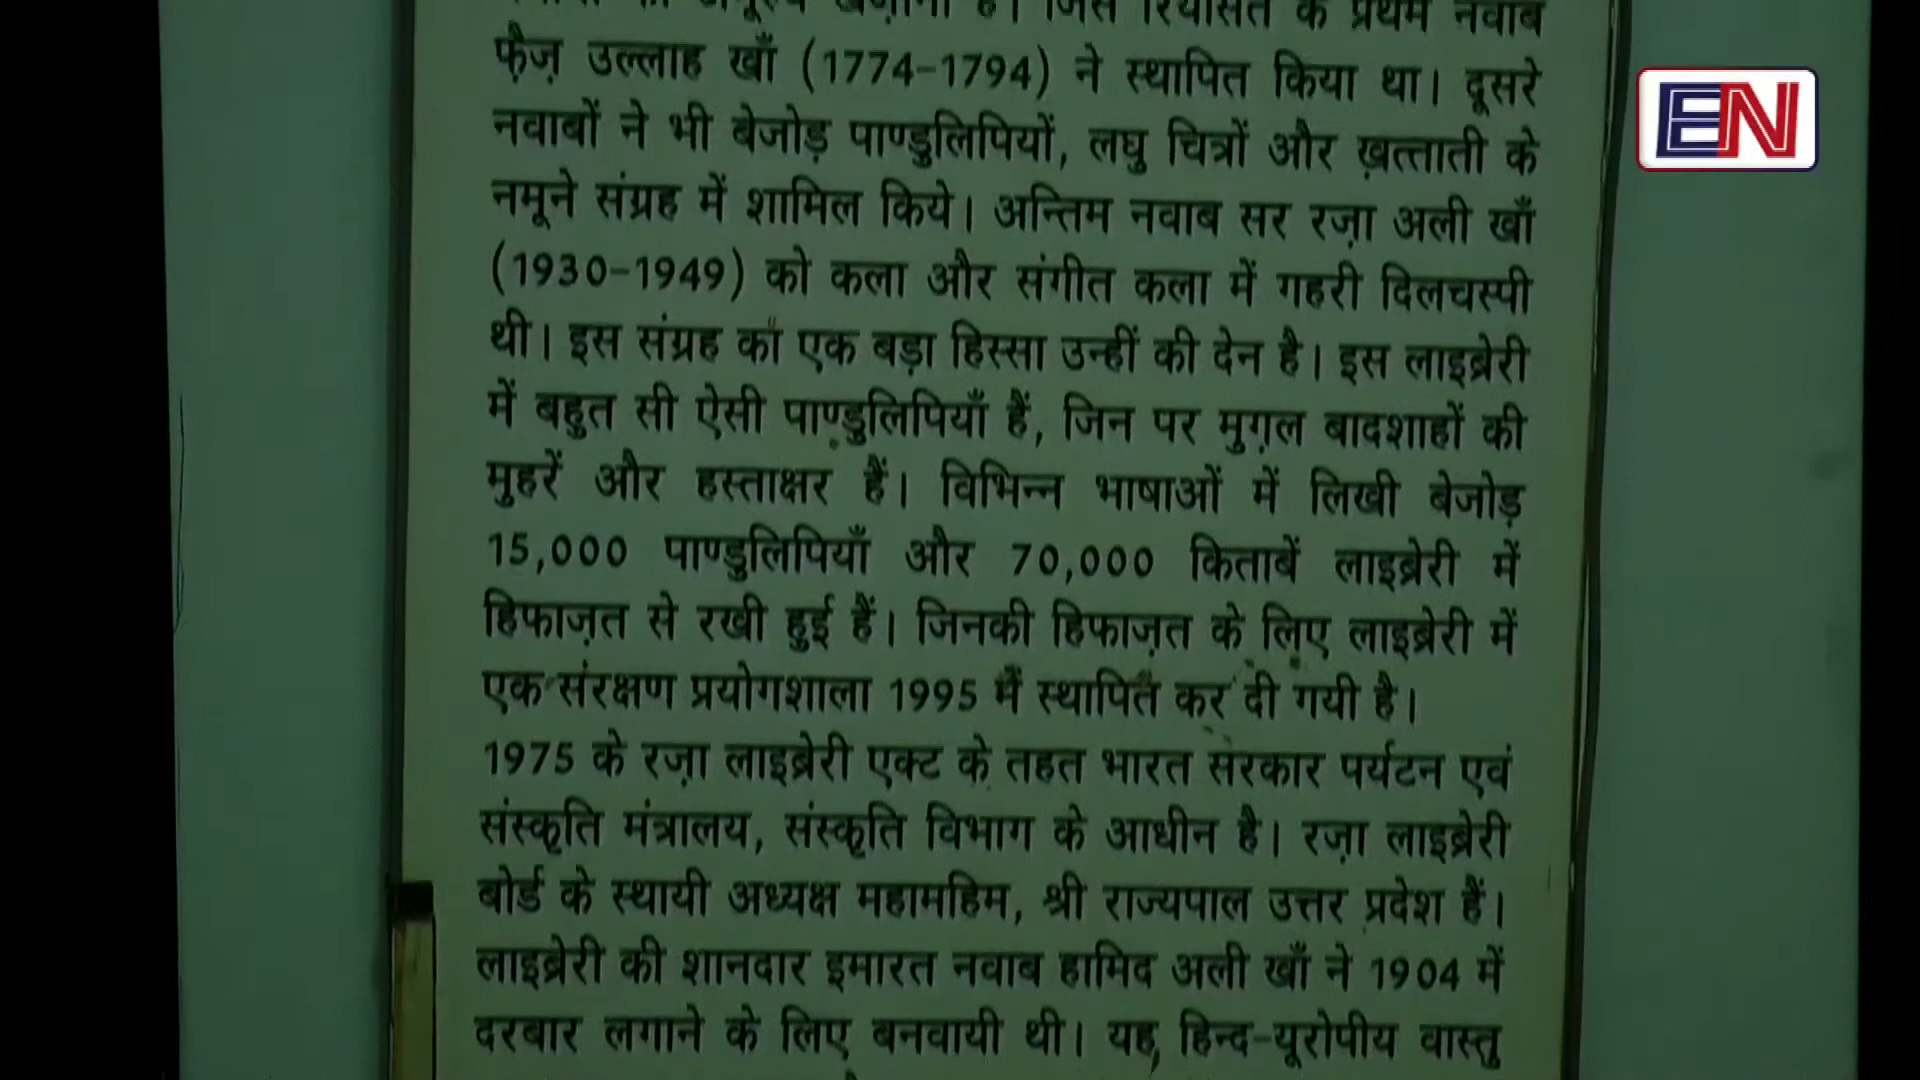 है। जिसे रियासत के प्रथम नवाब
फ़ैज़ उल्लाह खाँ (1774-1794) ने स्थापित किया था। दूसरे
नवाबों ने भी बेजोड़ पाण्डुलिपियों, लघु चित्रों और ख़त्ताती के
नमूने संग्रह में शामिल किये। अन्तिम नवाब सर रज़ा अली खाँ
(1930-1949) को कला और संगीत कला में गहरी दिलचस्पी
थी। इस संग्रह का एक बड़ा हिस्सा उन्हीं की देन है। इस लाइब्रेरी
में बहुत सी ऐसी पाण्डुलिपियाँ हैं, जिन पर मुग़ल बादशाहों की
मुहरें और हस्ताक्षर हैं। विभिन्न भाषाओं में लिखी बेजोड़
15,000 पाण्डुलिपियाँ और 70,000 किताबें लाइब्रेरी में
हिफाज़त से रखी हुई हैं। जिनकी हिफाज़त के लिए लाइब्रेरी में
एक संरक्षण प्रयोगशाला 1995 में स्थापित कर दी गयी है।
1975 के रज़ा लाइब्रेरी एक्ट के तहत भारत सरकार पर्यटन एवं
संस्कृति मंत्रालय, संस्कृति विभाग के आधीन है। रज़ा लाइब्रेरी
बोर्ड के स्थायी अध्यक्ष महामहिम, श्री राज्यपाल उत्तर प्रदेश हैं।
लाइब्रेरी की शानदार इमारत नवाब हामिद अली खाँ ने 1904 में
दरबार लगाने के लिए बनवायी थी। यह, हिन्द-यूरोपीय वास्तु
EN